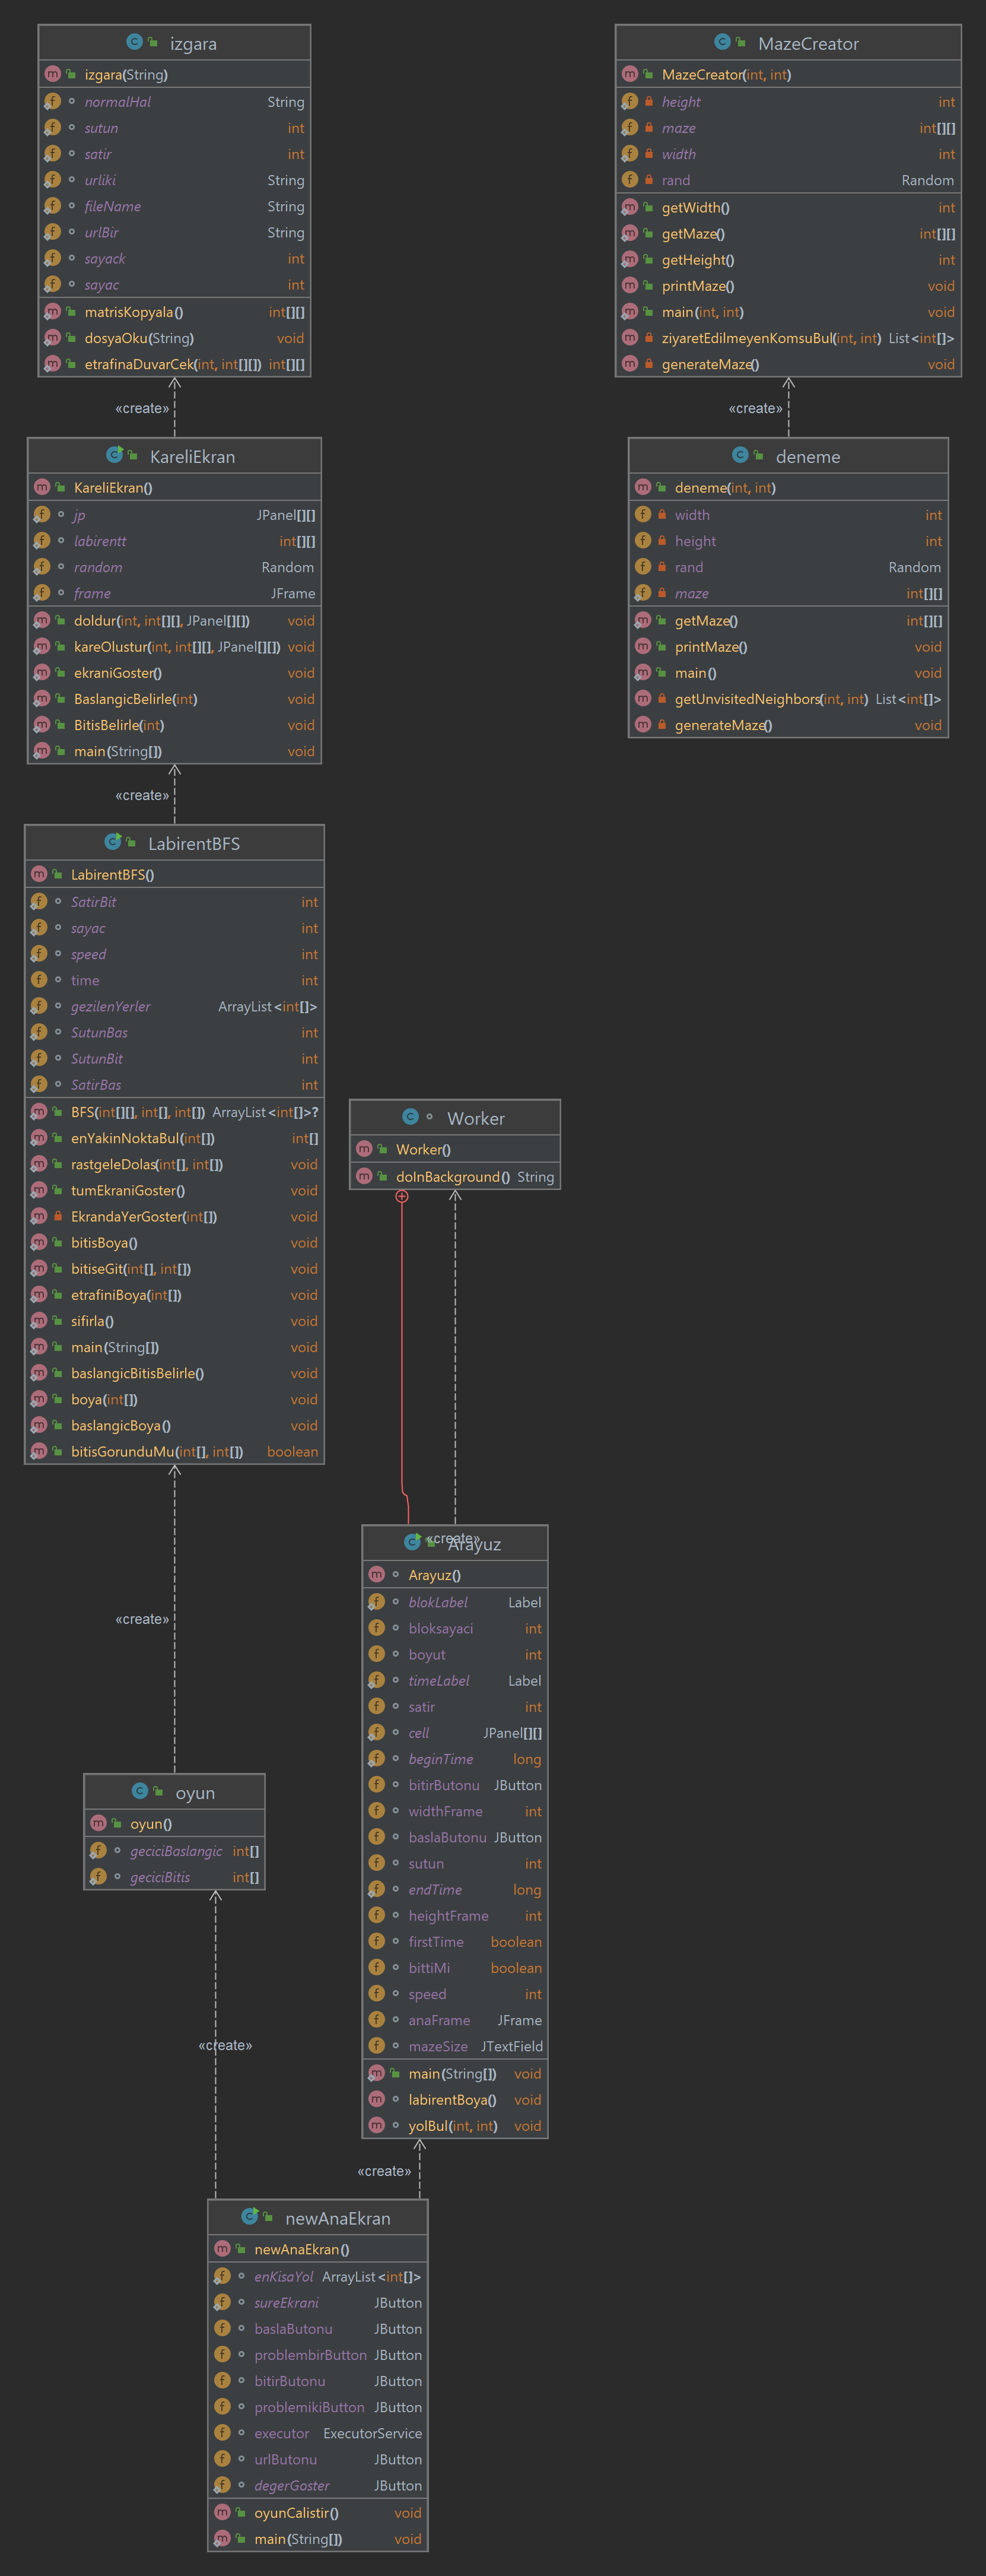 izgara
izgara(String)
normalHal String
sutun int
satir int
urliki String
fileName String
urlBir String
sayack int
sayac int
matrisKopyala() int[][]
dosyaOku(String) void
etrafinaDuvarCek(int, int[][]) int[][]
«create»
MazeCreator
MazeCreator(int, int)
height int
maze int[][]
width int
rand Random
getWidth() int
getMaze() int[][]
getHeight() int
printMaze() void
main(int, int) void
ziyaretEdilmeyenKomsuBul(int, int) List<int[]>
generateMaze() void
«create»
KareliEkran
KareliEkran()
jp JPanel[][]
labirentt int[][]
random Random
frame JFrame
doldur(int, int[][], JPanel[][]) void
kareOlustur(int, int[][], JPanel[][]) void
ekraniGoster() void
BaslangicBelirle(int) void
BitisBelirle(int) void
main(String[]) void
«create»
deneme
deneme(int, int)
width int
height int
rand Random
maze int[][]
getMaze() int[][]
printMaze() void
main() void
getUnvisitedNeighbors(int, int) List<int[]>
generateMaze() void
LabirentBFS
LabirentBFS()
SatirBit int
sayac int
speed int
time int
gezilenYerler ArrayList<int[]>
SutunBas int
SutunBit int
SatirBas int
BFS(int[][], int[], int[]) ArrayList<int[]>?
enYakinNoktaBul(int[]) int[]
rastgeleDolas(int[], int[]) void
tumEkraniGoster() void
EkrandaYerGoster(int[]) void
bitisBoya() void
bitiseGit(int[], int[]) void
etrafiniBoya(int[]) void
sifirla() void
main(String[]) void
baslangicBitisBelirle() void
boya(int[]) void
baslangicBoya() void
bitisGorunduMu(int[], int[]) boolean
«create»
Worker
Worker()
doInBackground() String
«create»
Arayuz
Arayuz()
blokLabel Label
bloksayaci int
boyut int
timeLabel Label
satir int
cell JPanel[][]
beginTime long
bitirButonu JButton
widthFrame int
baslaButonu JButton
sutun int
endTime long
heightFrame int
firstTime boolean
bittiMi boolean
speed int
anaFrame JFrame
mazeSize JTextField
main(String[]) void
labirentBoya() void
yolBul(int, int) void
«create»
oyun
oyun()
geciciBaslangic int[]
geciciBitis int[]
«create»
newAnaEkran
newAnaEkran()
enKisaYol ArrayList<int[]>
sureEkrani JButton
baslaButonu JButton
problembirButton JButton
bitirButonu JButton
problemikiButton JButton
executor ExecutorService
urlButonu JButton
degerGoster JButton
oyunCalistir() void
main(String[]) void